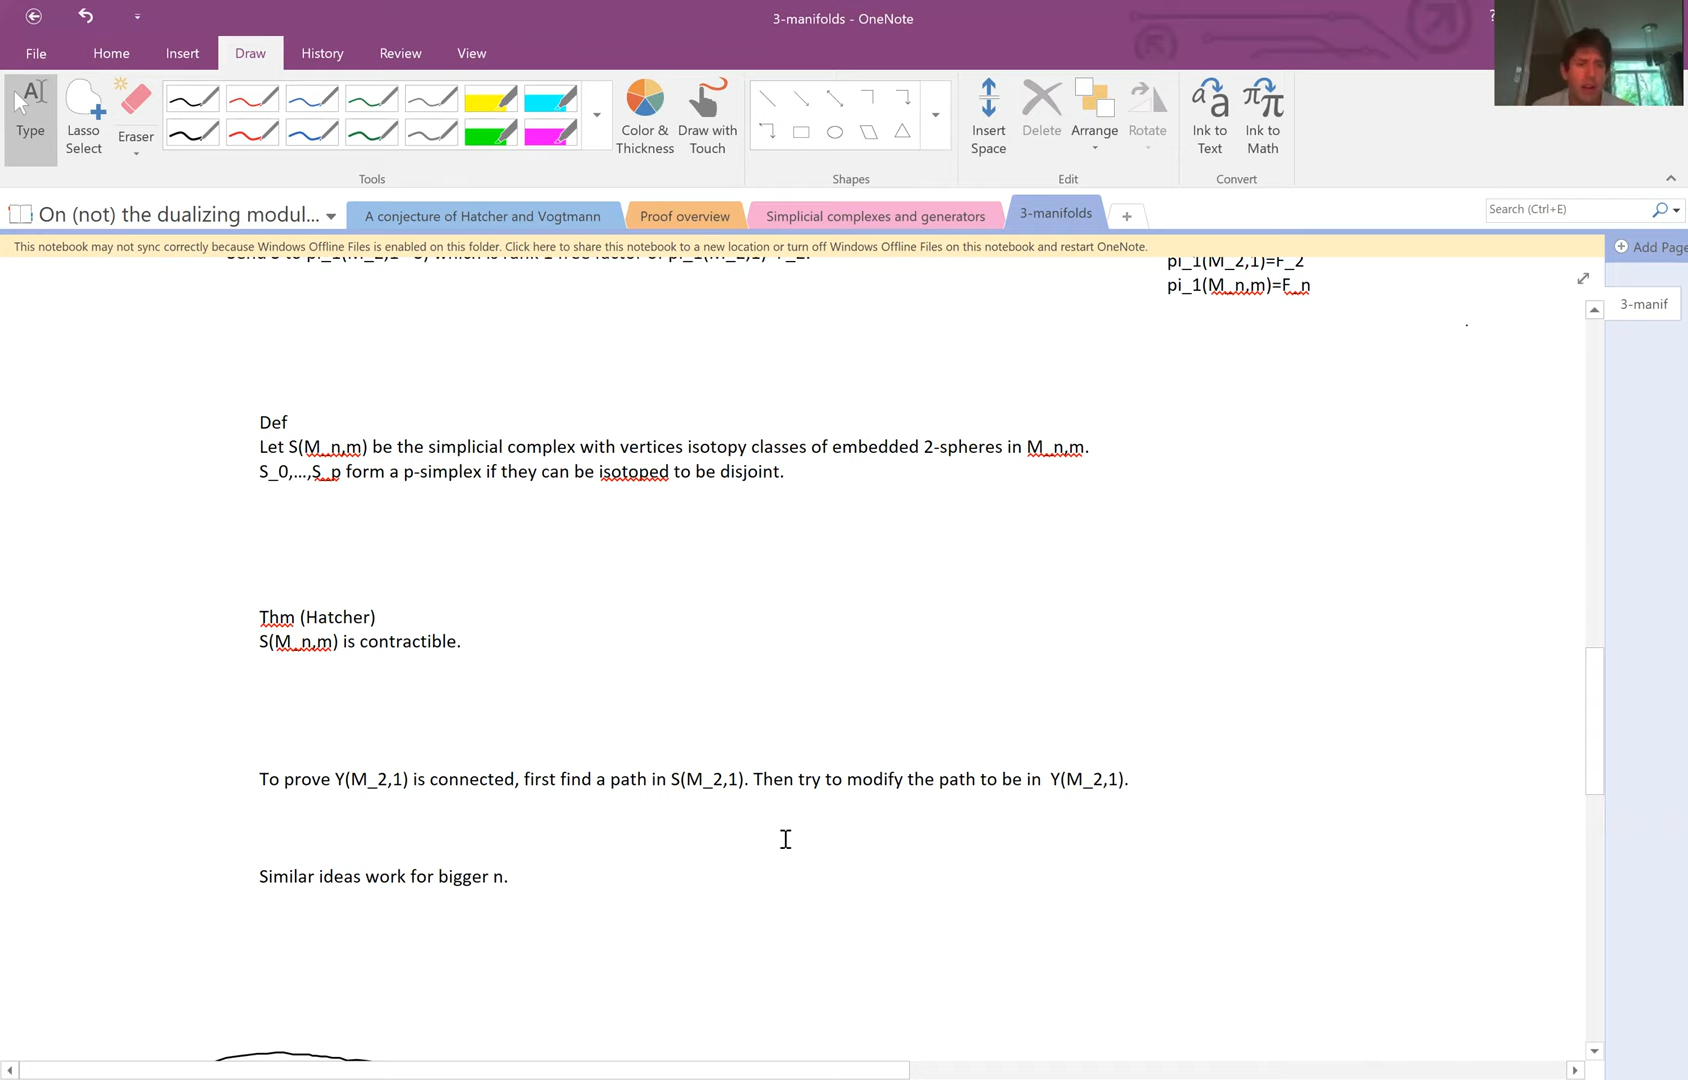 3-manifolds - OneNote
?
File
Home
Insert
Draw
History
Review
View
Type
Lasso
Select
Eraser
Color &
Thickness
Draw with
Touch
Insert
Space
Delete
Arrange
Rotate
Ink to
Text
Ink to
Math
Tools
Shapes
Edit
Convert
On (not) the dualizing modul...
A conjecture of Hatcher and Vogtmann
Proof overview
Simplicial complexes and generators
3-manifolds
Search (Ctrl+E)
This notebook may not sync correctly because Windows Offline Files is enabled on this folder. Click here to share this notebook to a new location or turn off Windows Offline Files on this notebook and restart OneNote.
Add Page
3-manif
pi_1(M_2,1)=F_2
pi_1(M_n,m)=F_n
Def
Let S(M_n,m) be the simplicial complex with vertices isotopy classes of embedded 2-spheres in M_n,m.
S_0,...,S_p form a p-simplex if they can be isotoped to be disjoint.
Thm (Hatcher)
S(M_n,m) is contractible.
To prove Y(M_2,1) is connected, first find a path in S(M_2,1). Then try to modify the path to be in Y(M_2,1).
Similar ideas work for bigger n.